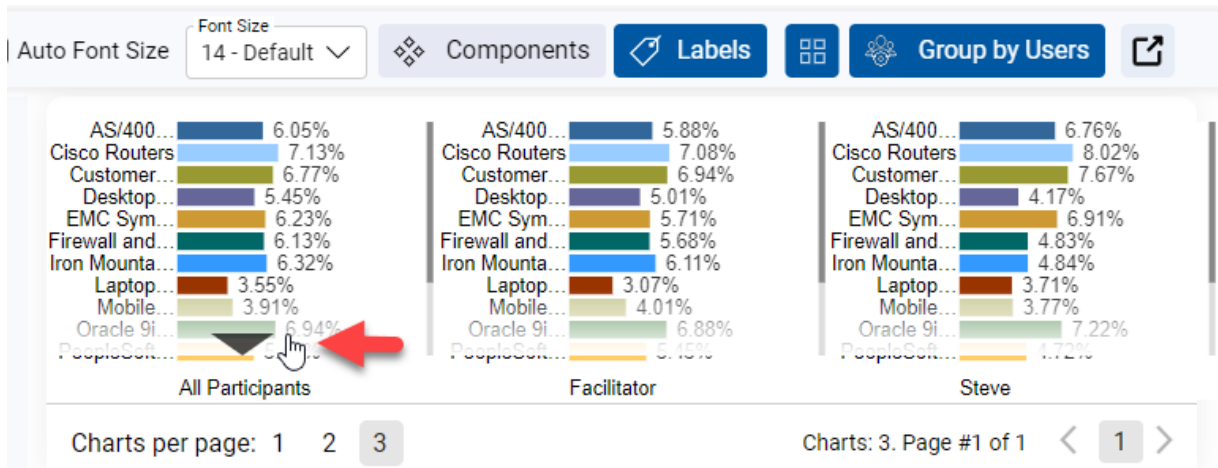 Font Size
Auto Font Size 14 - Default Components Labels Group by Users
AS/400... 6.05% AS/400... 5.88% AS/400... 6.76%
Cisco Routers 7.13% Cisco Routers 7.08% Cisco Routers 8.02%
Customer... 6.77% Customer... 6.94% Customer... 7.67%
Desktop... 5.45% Desktop... 5.01% Desktop... 4.17%
EMC Sym... 6.23% EMC Sym... 5.71% EMC Sym... 6.91%
Firewall and... 6.13% Firewall and... 5.68% Firewall and... 4.83%
Iron Mounta... 6.32% Iron Mounta... 6.11% Iron Mounta... 4.84%
Laptop... 3.55% Laptop... 3.07% Laptop... 3.71%
Mobile... 3.91% Mobile... 4.01% Mobile... 3.77%
Oracle 9i... 6.94% Oracle 9i... 6.88% Oracle 9i... 7.22%
PeopleSoft... PeopleSoft... 5.45% PeopleSoft... 4.72%
All Participants Facilitator Steve
Charts per page: 1 2 3 Charts: 3. Page #1 of 1 < 1 >